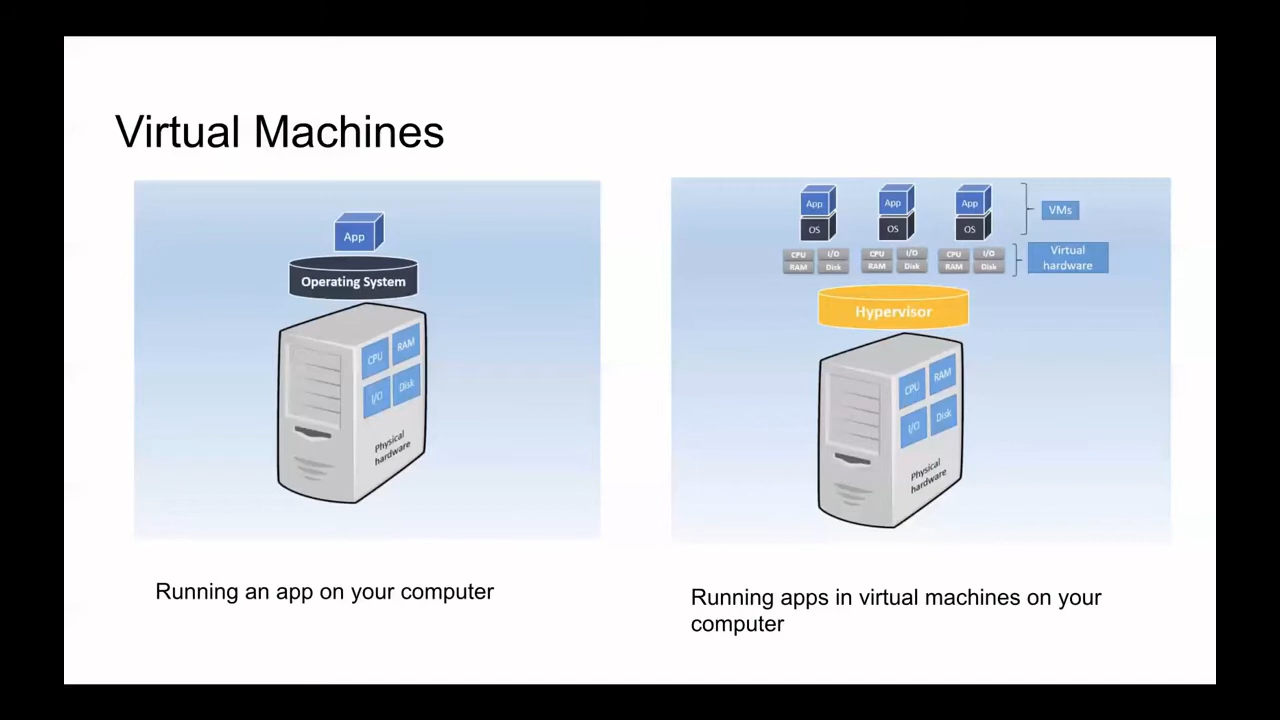 Virtual Machines
App
Operating System
CPU
RAM
I/O
Disk
Physical
hardware
Running an app on your computer
App
App
App
VMs
OS
OS
OS
CPU I/O CPU I/O CPU I/O
RAM Disk RAM Disk RAM Disk
Virtual
hardware
Hypervisor
CPU
RAM
I/O
Disk
Physical
hardware
Running apps in virtual machines on your
computer